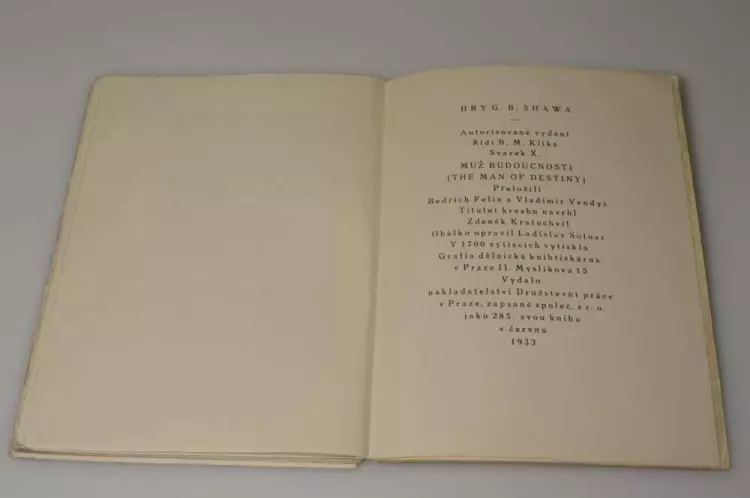 HRY G. B. SHAWA
Autorisované vydání
Řídí B. M. Klika
Svazek X.
MUŽ BUDOUCNOSTI
(THE MAN OF DESTINY)
Přeložili
Bedřich Felix a Vladimír Vendyš
Titulní kresbu navrhl
Zdeněk Kratochvíl
Obálku upravil Ladislav Sutnar
V 1700 výtiscích vytiskla
Grafia dělnická knihtiskárna
v Praze II. Myslíkova 15
Vydalo
nakladatelství Družstevní práce
v Praze, zapsané společ. s r. o.
jako 285. svou knihu
v červnu
1933